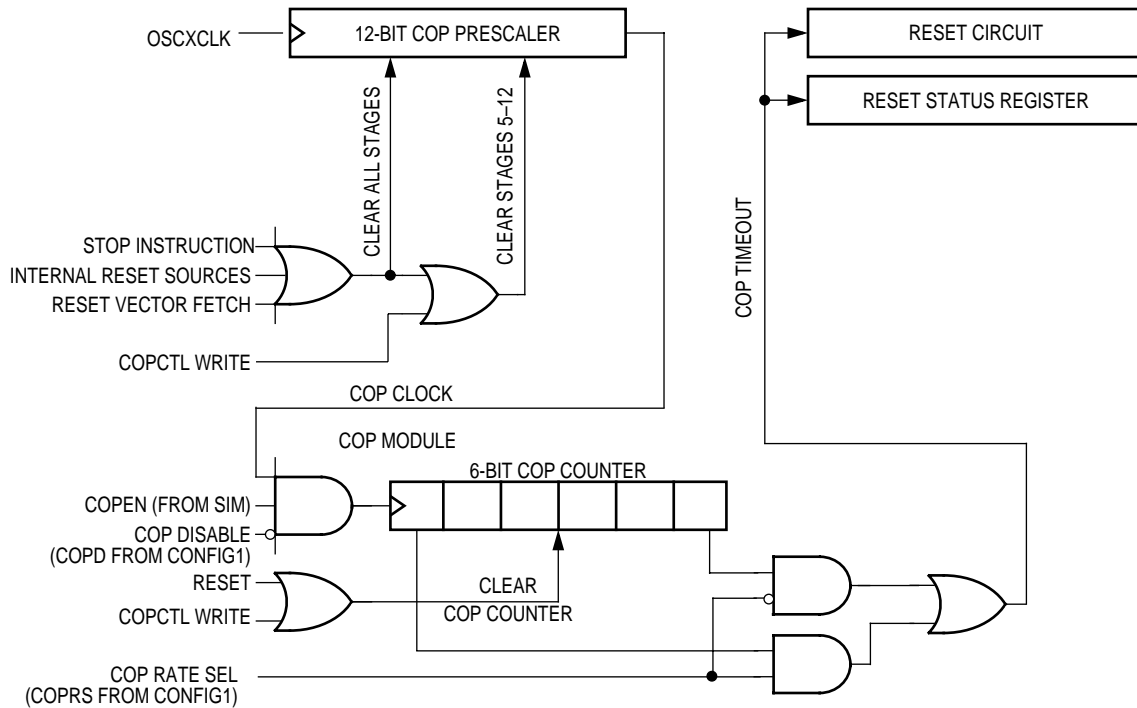 OSCXCLK
12-BIT COP PRESCALER
RESET CIRCUIT
RESET STATUS REGISTER
CLEAR ALL STAGES
CLEAR STAGES 5–12
STOP INSTRUCTION
INTERNAL RESET SOURCES
RESET VECTOR FETCH
COPCTL WRITE
COP TIMEOUT
COP CLOCK
COP MODULE
6-BIT COP COUNTER
COPEN (FROM SIM)
COP DISABLE
(COPD FROM CONFIG1)
RESET
COPCTL WRITE
CLEAR
COP COUNTER
COP RATE SEL
(COPRS FROM CONFIG1)